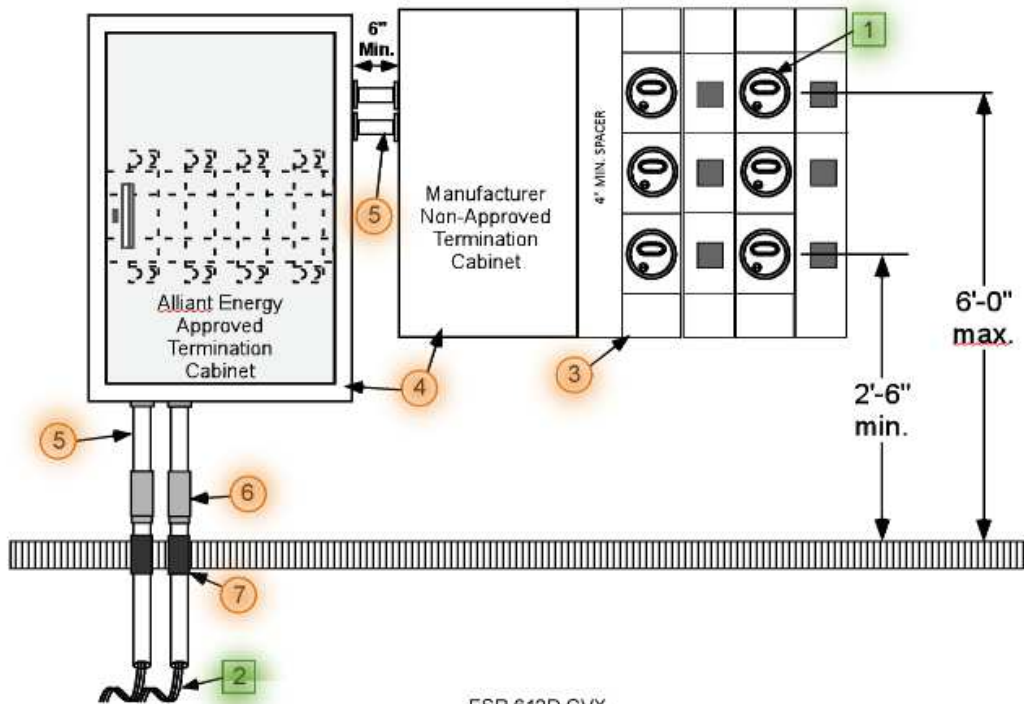 6"
Min.
1
4" MIN. SPACER
5
Manufacturer
Non-Approved
Termination
Cabinet
Alliant Energy
Approved
Termination
Cabinet
6'-0"
max.
3
4
2'-6"
min.
5
6
7
2